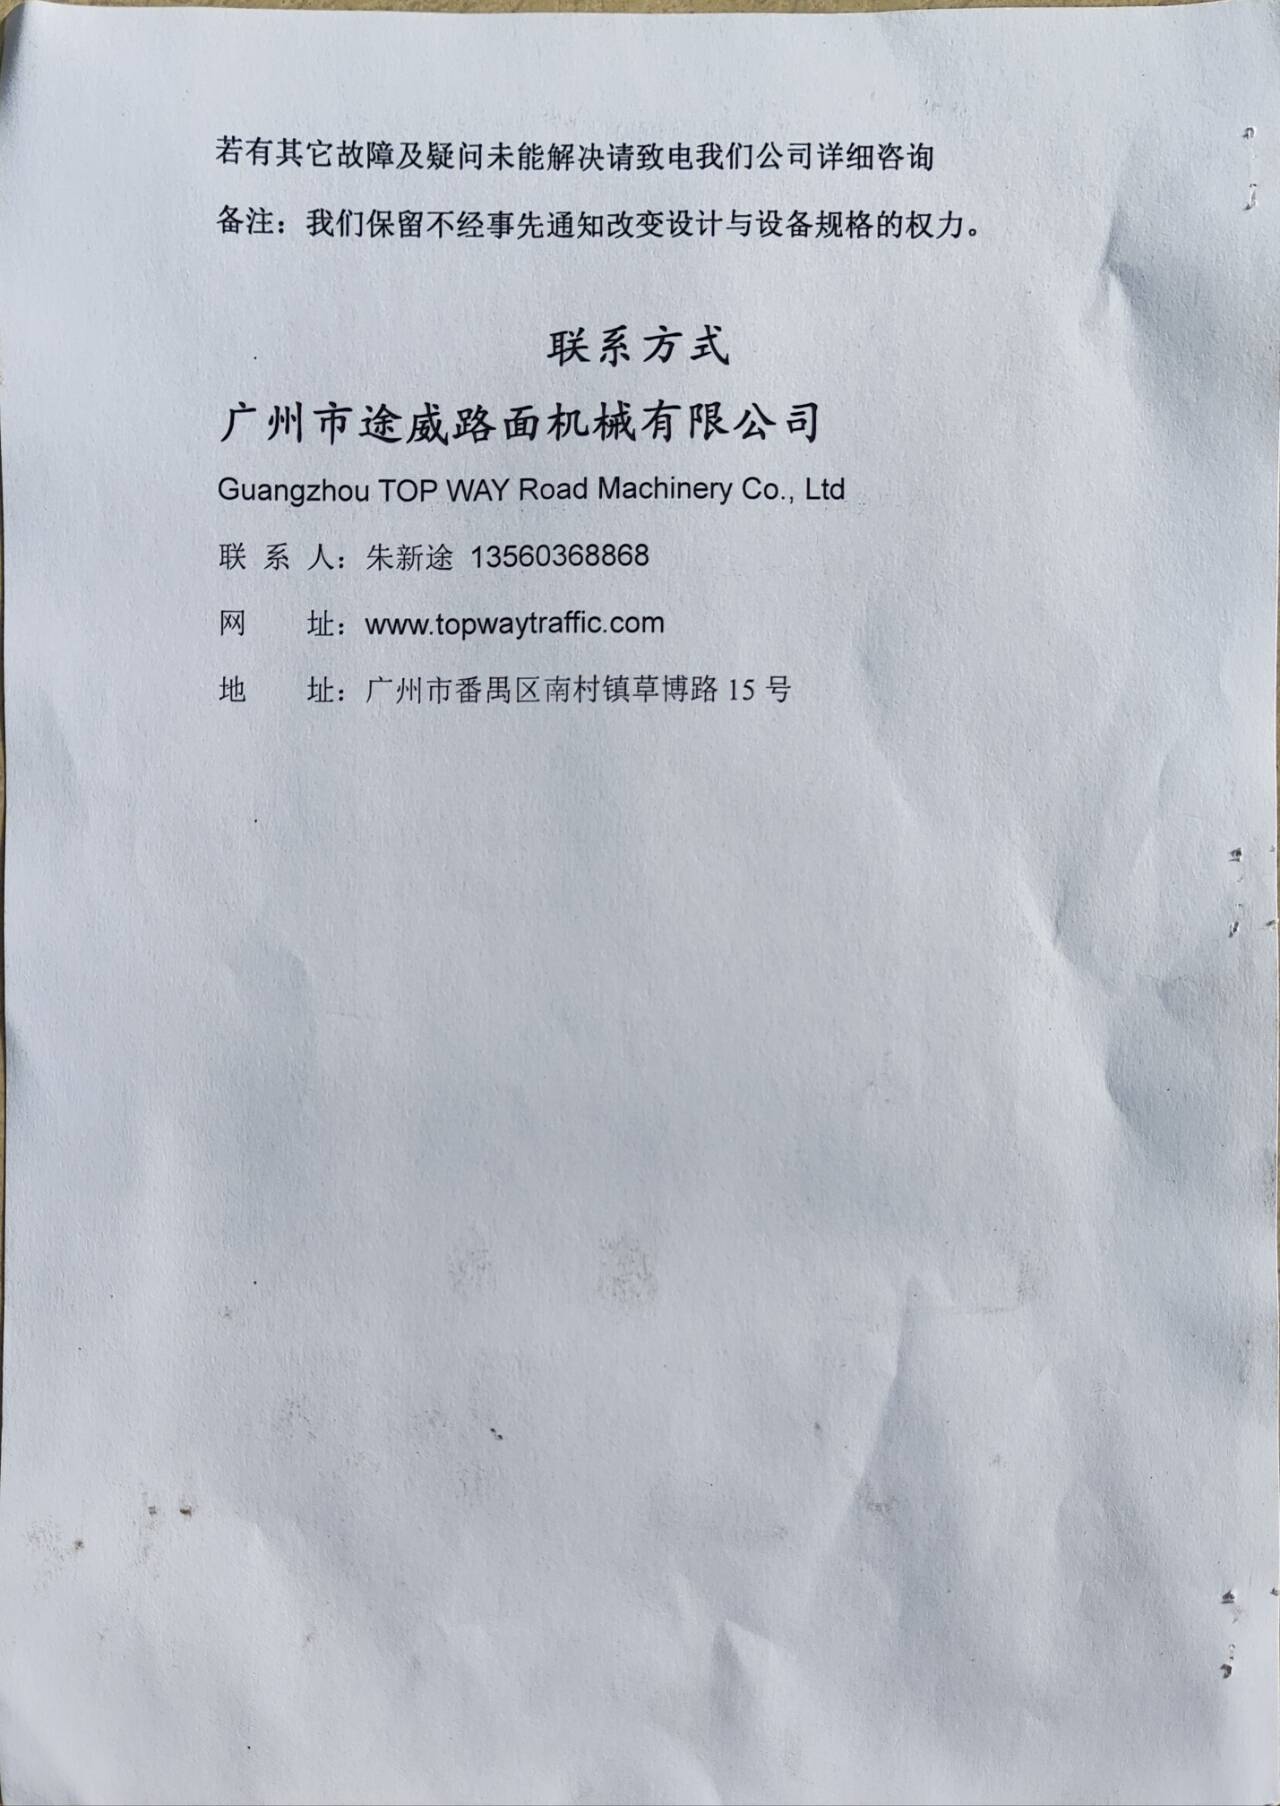 若有其它故障及疑问未能解决请致电我们公司详细咨询
备注：我们保留不经事先通知改变设计与设备规格的权力。
联系方式
广州市途威路面机械有限公司
Guangzhou TOP WAY Road Machinery Co., Ltd
联 系 人：朱新途 13560368868
网 址：www.topwaytraffic.com
地 址：广州市番禺区南村镇草博路 15 号